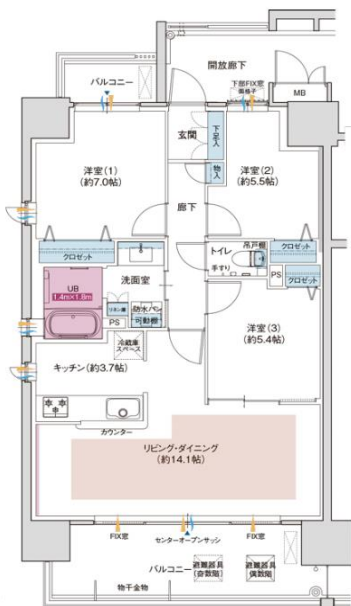 バルコニー
開放廊下
下部FIX窓
面格子
MB
玄関
下足入
物入
洋室(1)
(約7.0帖)
洋室(2)
(約5.5帖)
廊下
トイレ
吊戸棚
手すり
クロゼット
クロゼット
PS
クロゼット
UB
1.4m×1.8m
洗面室
リネン庫
防水パン
可動棚
PS
洋室(3)
(約5.4帖)
冷蔵庫
スペース
キッチン(約3.7帖)
カウンター
リビング・ダイニング
(約14.1帖)
FIX窓
センターオープンサッシ
FIX窓
バルコニー
避難器具
(奇数階)
避難器具
(偶数階)
物干金物